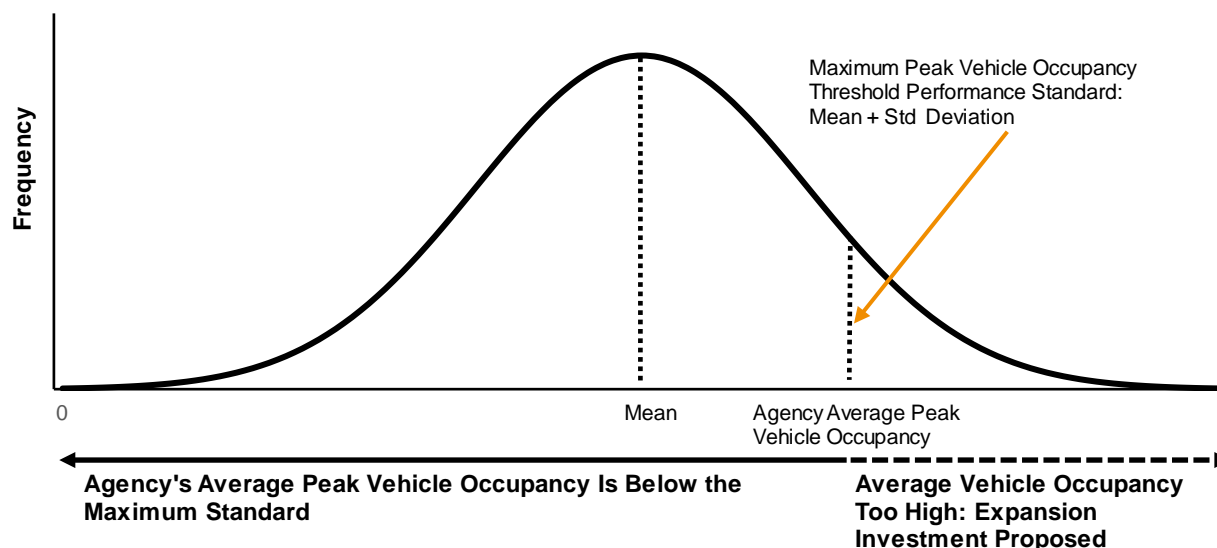 Frequency
Maximum Peak Vehicle Occupancy
Threshold Performance Standard:
Mean + Std Deviation
0
Mean
Agency Average Peak
Vehicle Occupancy
Agency's Average Peak Vehicle Occupancy Is Below the
Maximum Standard
Average Vehicle Occupancy
Too High: Expansion
Investment Proposed